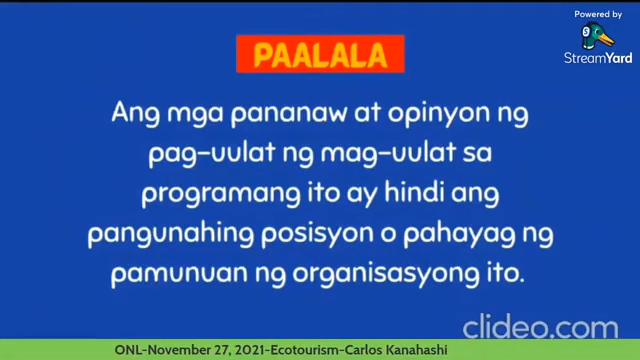 Powered by
StreamYard
PAALALA
Ang mga pananaw at opinyon ng
pag-uulat ng mag-uulat sa
programang ito ay hindi ang
pangunahing posisyon o pahayag ng
pamunuan ng organisasyong ito.
clideo.com
ONL-November 27, 2021-Ecotourism-Carlos Kanahashi